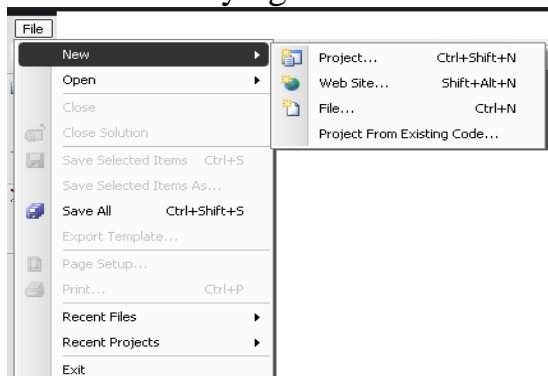 File
New
Project... Ctrl+Shift+N
Open
Web Site... Shift+Alt+N
Close
File... Ctrl+N
Close Solution
Project From Existing Code...
Save Selected Items Ctrl+S
Save Selected Items As...
Save All Ctrl+Shift+S
Export Template...
Page Setup...
Print... Ctrl+P
Recent Files
Recent Projects
Exit